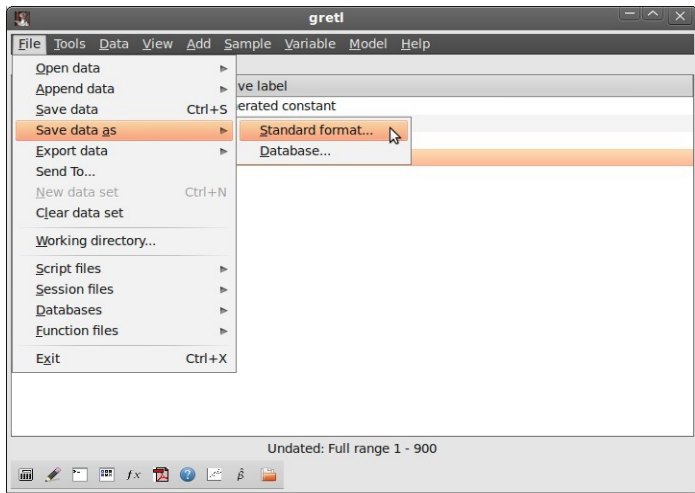 gretl
File Tools Data View Add Sample Variable Model Help
Open data
Append data
Save data Ctrl+S
Save data as
Export data
Send To...
New data set Ctrl+N
Clear data set
Working directory...
Script files
Session files
Databases
Function files
Exit Ctrl+X
ve label
erated constant
Standard format...
Database...
Undated: Full range 1 - 900
fx
?
β̂